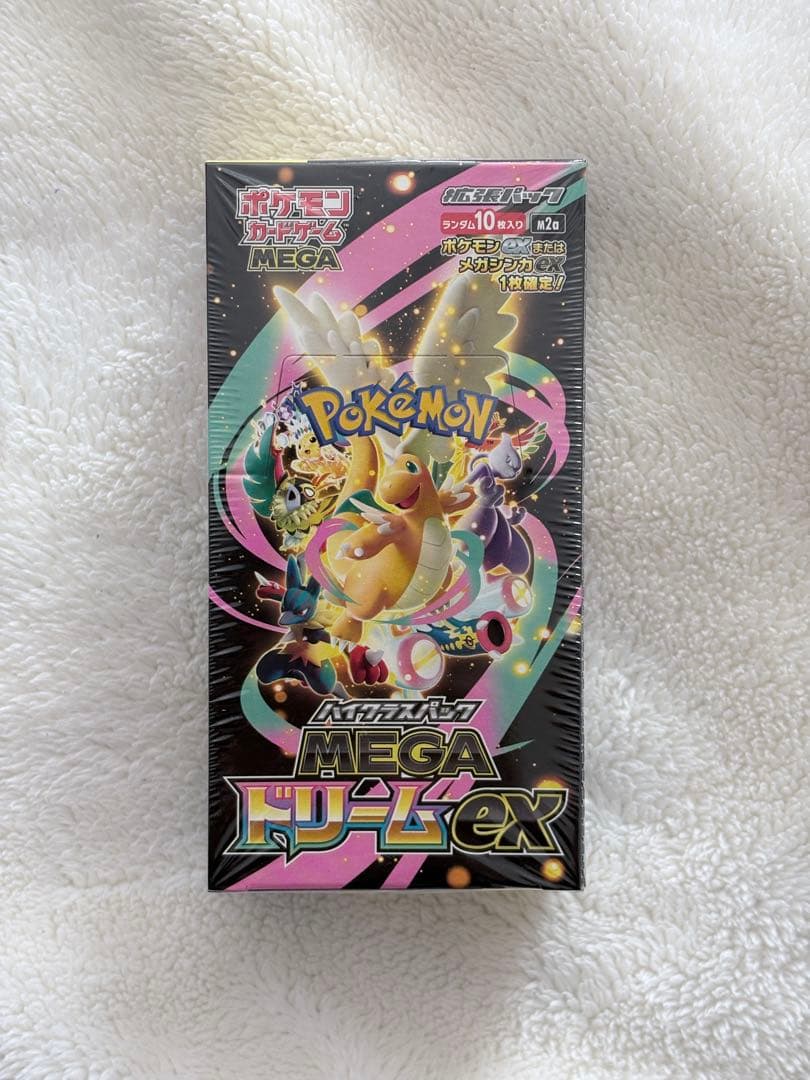 ポケモン
カードゲーム
MEGA
拡張パック
ランダム10枚入り M2a
ポケモンexまたは
メガシンカex
1枚確定!
POKéMON
ハイクラスパック
MEGA
ドリームex